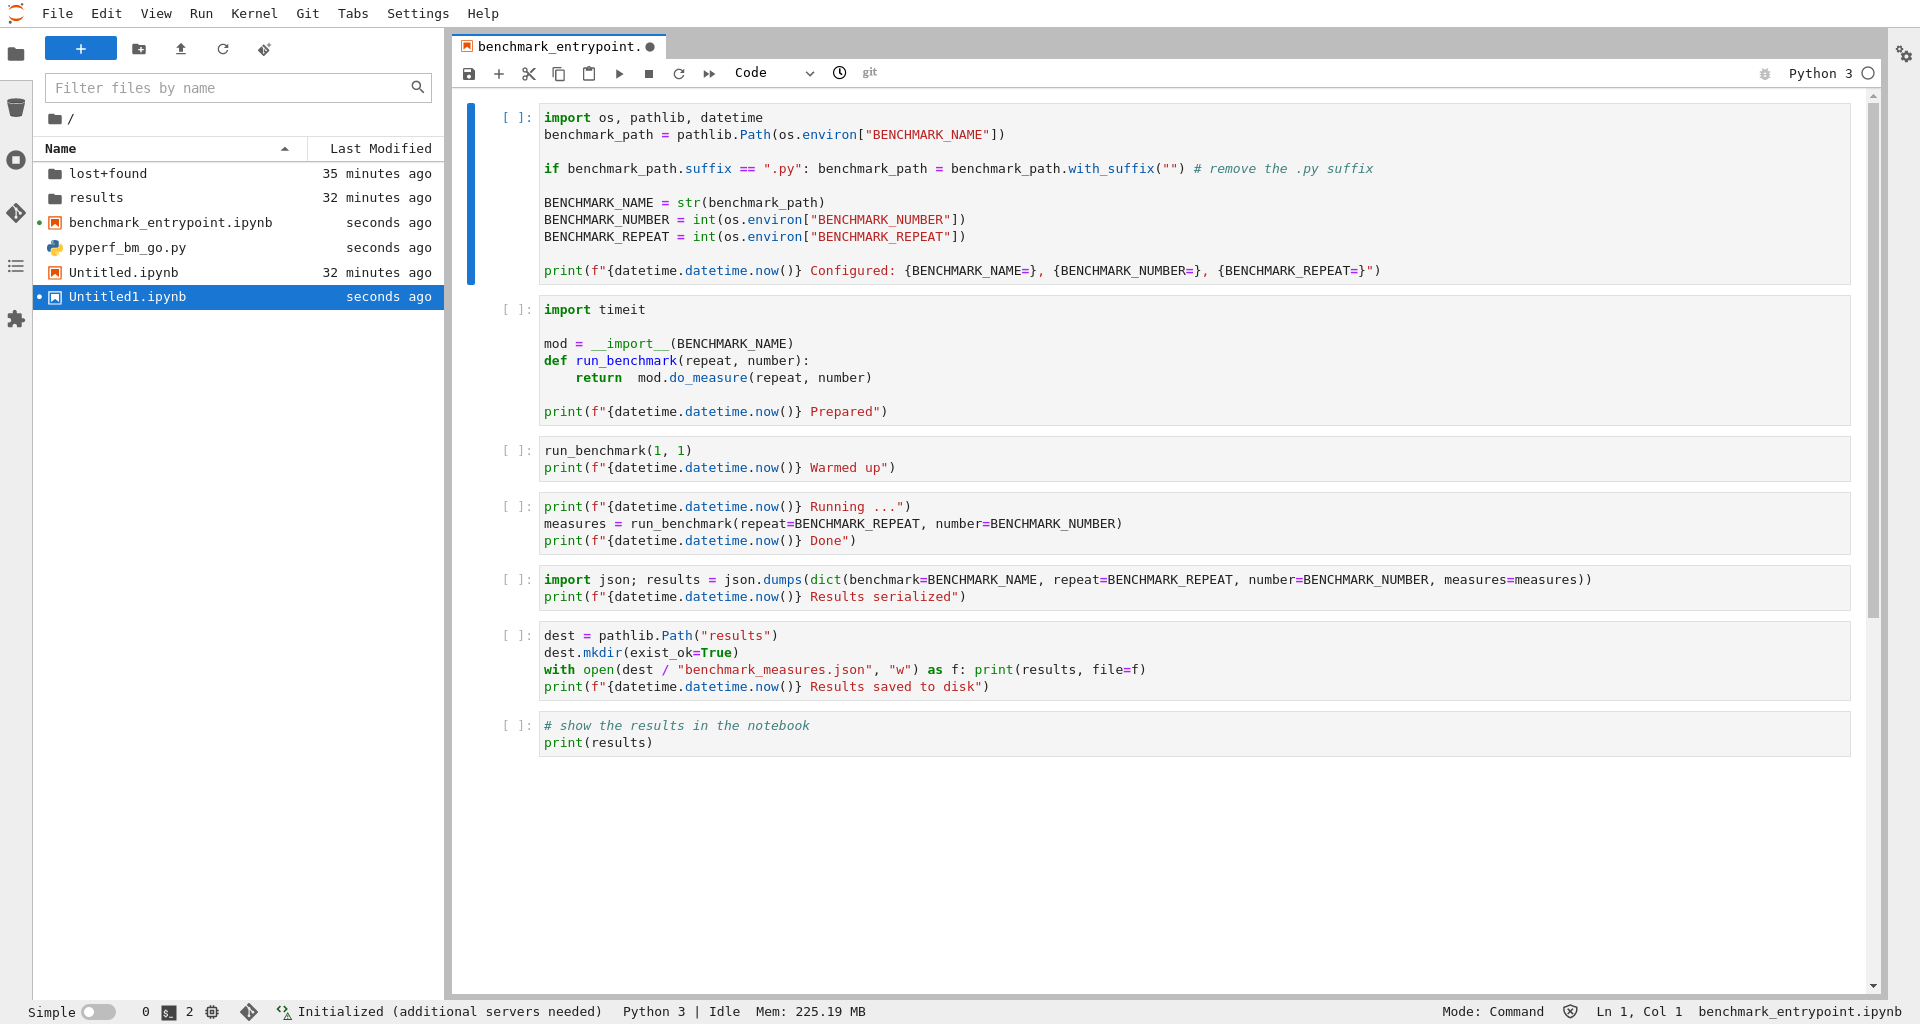 File Edit View Run Kernel Git Tabs Settings Help
Filter files by name
/
Name Last Modified
lost+found 35 minutes ago
results 32 minutes ago
benchmark_entrypoint.ipynb seconds ago
pyperf_bm_go.py seconds ago
Untitled.ipynb 32 minutes ago
Untitled1.ipynb seconds ago
benchmark_entrypoint.
Code git Python 3
[ ]: import os, pathlib, datetime
benchmark_path = pathlib.Path(os.environ["BENCHMARK_NAME"])
if benchmark_path.suffix == ".py": benchmark_path = benchmark_path.with_suffix("") # remove the .py suffix
BENCHMARK_NAME = str(benchmark_path)
BENCHMARK_NUMBER = int(os.environ["BENCHMARK_NUMBER"])
BENCHMARK_REPEAT = int(os.environ["BENCHMARK_REPEAT"])
print(f"{datetime.datetime.now()} Configured: {BENCHMARK_NAME=}, {BENCHMARK_NUMBER=}, {BENCHMARK_REPEAT=}")
[ ]: import timeit
mod = __import__(BENCHMARK_NAME)
def run_benchmark(repeat, number):
return  mod.do_measure(repeat, number)
print(f"{datetime.datetime.now()} Prepared")
[ ]: run_benchmark(1, 1)
print(f"{datetime.datetime.now()} Warmed up")
[ ]: print(f"{datetime.datetime.now()} Running ...")
measures = run_benchmark(repeat=BENCHMARK_REPEAT, number=BENCHMARK_NUMBER)
print(f"{datetime.datetime.now()} Done")
[ ]: import json; results = json.dumps(dict(benchmark=BENCHMARK_NAME, repeat=BENCHMARK_REPEAT, number=BENCHMARK_NUMBER, measures=measures))
print(f"{datetime.datetime.now()} Results serialized")
[ ]: dest = pathlib.Path("results")
dest.mkdir(exist_ok=True)
with open(dest / "benchmark_measures.json", "w") as f: print(results, file=f)
print(f"{datetime.datetime.now()} Results saved to disk")
[ ]: # show the results in the notebook
print(results)
Simple 0 $_ 2 Initialized (additional servers needed) Python 3 | Idle Mem: 225.19 MB Mode: Command Ln 1, Col 1 benchmark_entrypoint.ipynb